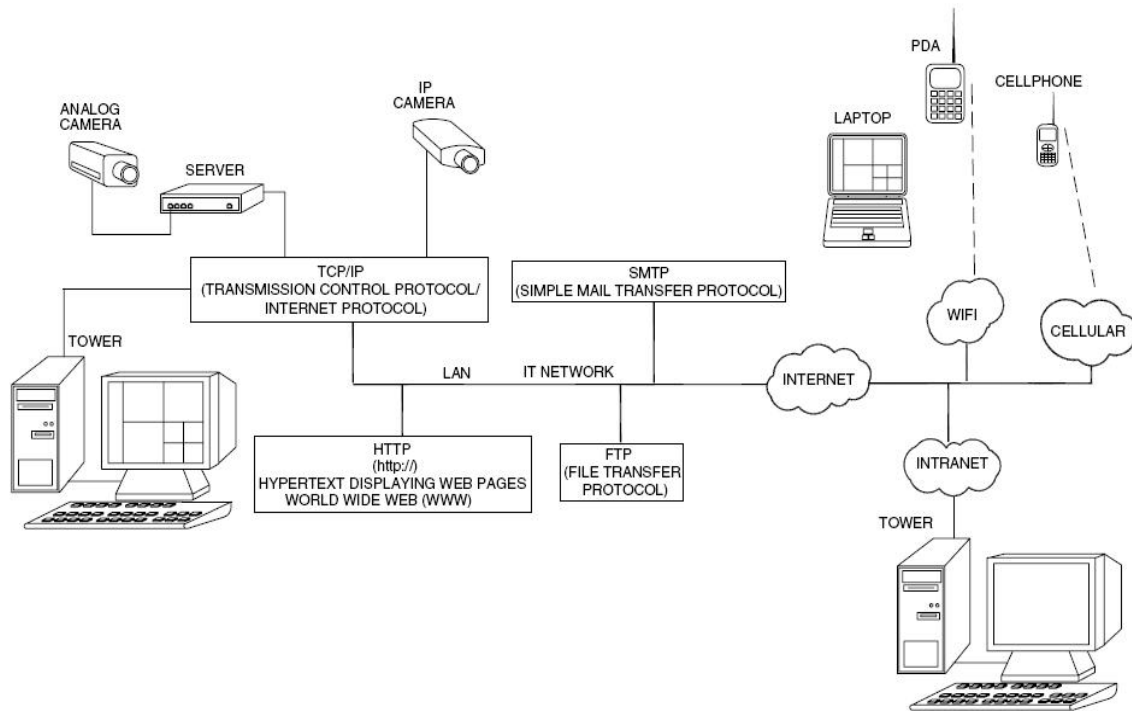 PDA
CELLPHONE
IP
CAMERA
ANALOG
CAMERA
LAPTOP
SERVER
TCP/IP
(TRANSMISSION CONTROL PROTOCOL/
INTERNET PROTOCOL)
SMTP
(SIMPLE MAIL TRANSFER PROTOCOL)
WIFI
CELLULAR
TOWER
LAN
IT NETWORK
INTERNET
HTTP
(http://)
HYPERTEXT DISPLAYING WEB PAGES
WORLD WIDE WEB (WWW)
FTP
(FILE TRANSFER
PROTOCOL)
INTRANET
TOWER